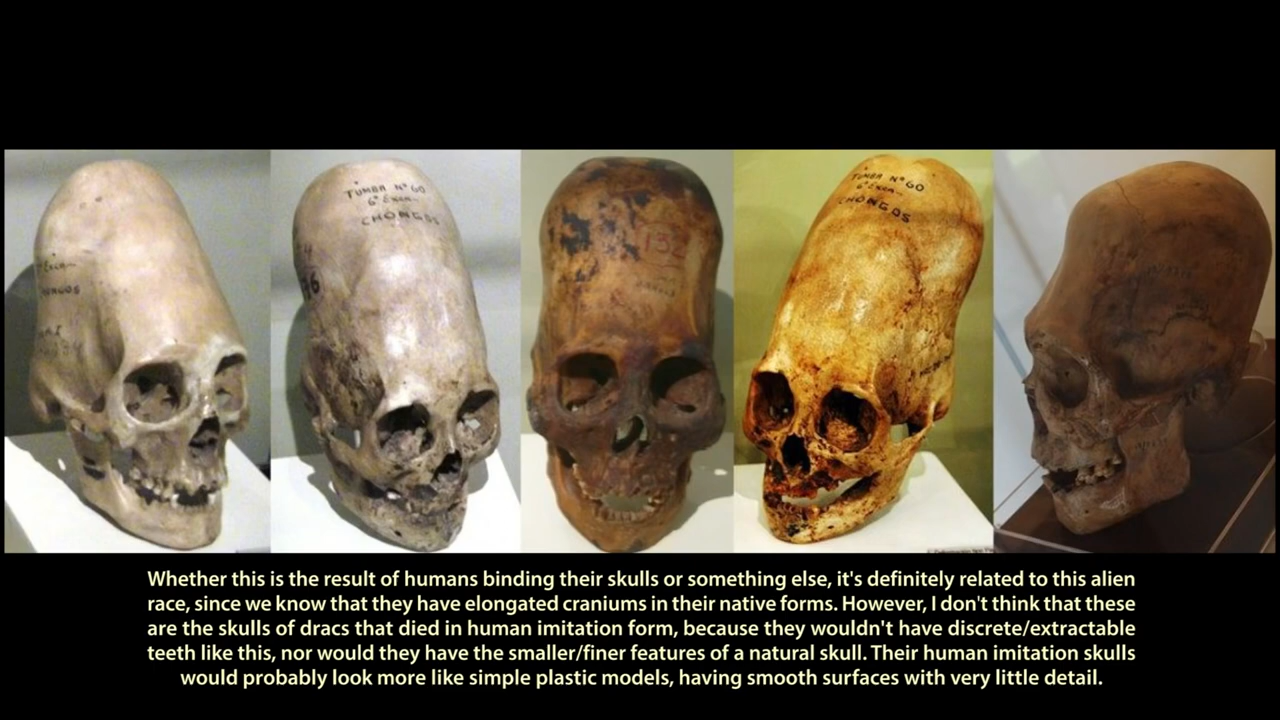 TUMBA Nº 60
6ª Exca-
CHONGOS
132
TUMBA Nº 60
6ª Exca-
CHONGOS
Whether this is the result of humans binding their skulls or something else, it's definitely related to this alien
race, since we know that they have elongated craniums in their native forms. However, I don't think that these
are the skulls of dracs that died in human imitation form, because they wouldn't have discrete/extractable
teeth like this, nor would they have the smaller/finer features of a natural skull. Their human imitation skulls
would probably look more like simple plastic models, having smooth surfaces with very little detail.